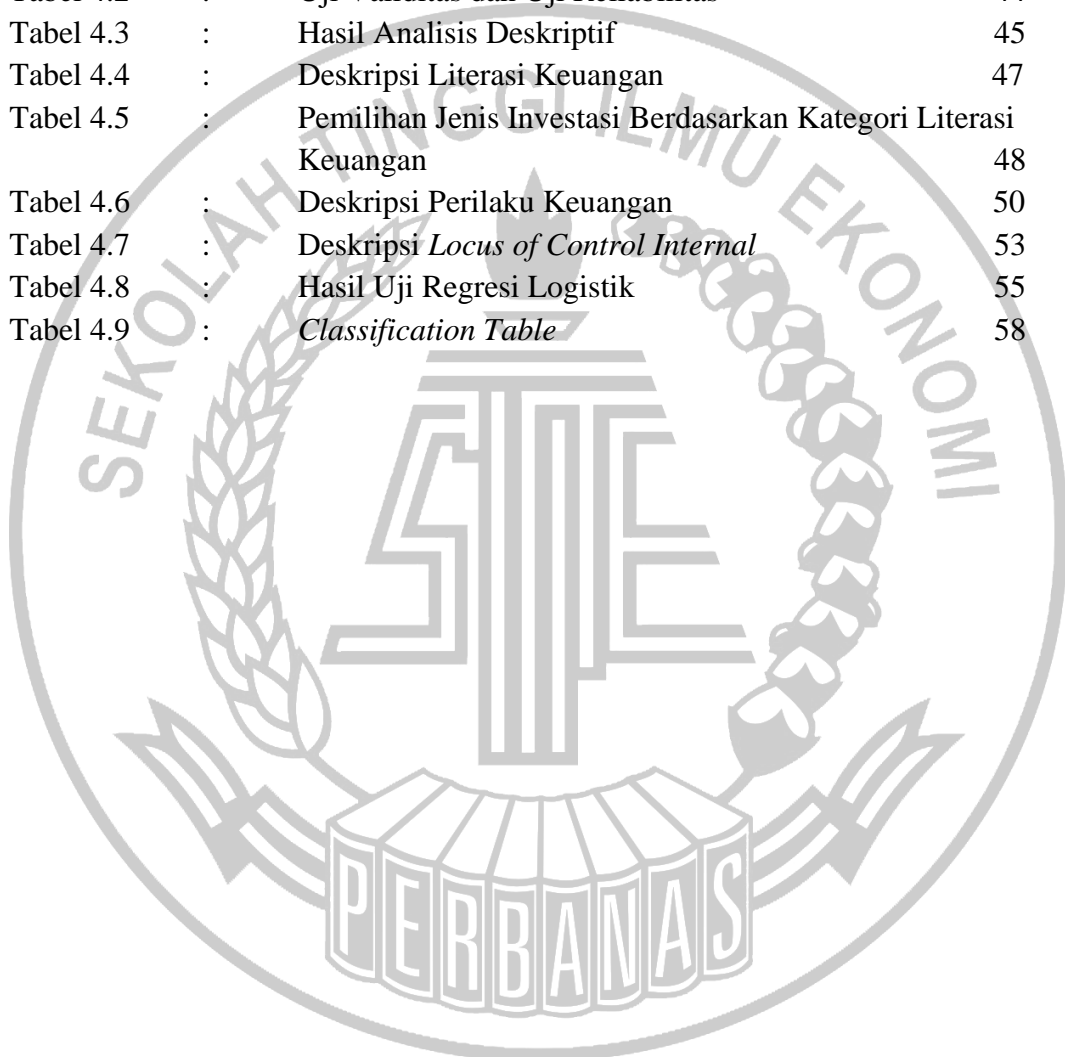 Tabel 4.3 : Hasil Analisis Deskriptif 45
Tabel 4.4 : Deskripsi Literasi Keuangan 47
Tabel 4.5 : Pemilihan Jenis Investasi Berdasarkan Kategori Literasi
Keuangan 48
Tabel 4.6 : Deskripsi Perilaku Keuangan 50
Tabel 4.7 : Deskripsi Locus of Control Internal 53
Tabel 4.8 : Hasil Uji Regresi Logistik 55
Tabel 4.9 : Classification Table 58
SEKOLAH TINGGI ILMU EKONOMI
STIE
PERBANAS